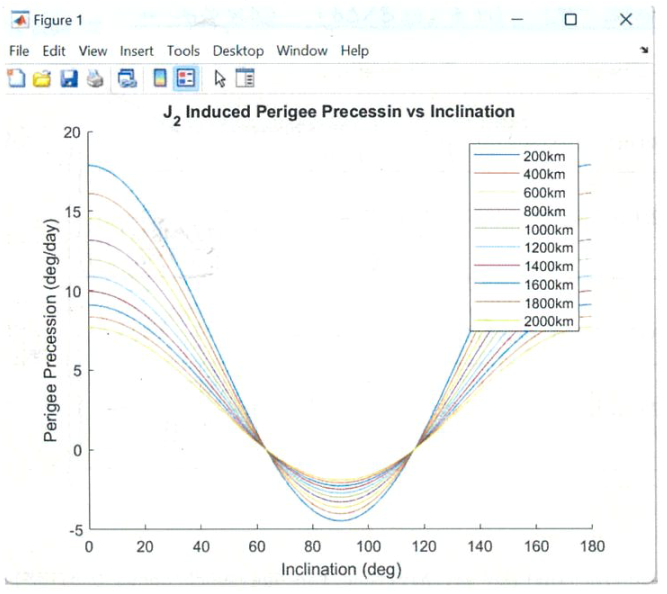 Figure 1
File Edit View Insert Tools Desktop Window Help
J2 Induced Perigee Precessin vs Inclination
20
15
10
5
0
-5
Perigee Precession (deg/day)
200km
400km
600km
800km
1000km
1200km
1400km
1600km
1800km
2000km
0 20 40 60 80 100 120 140 160 180
Inclination (deg)